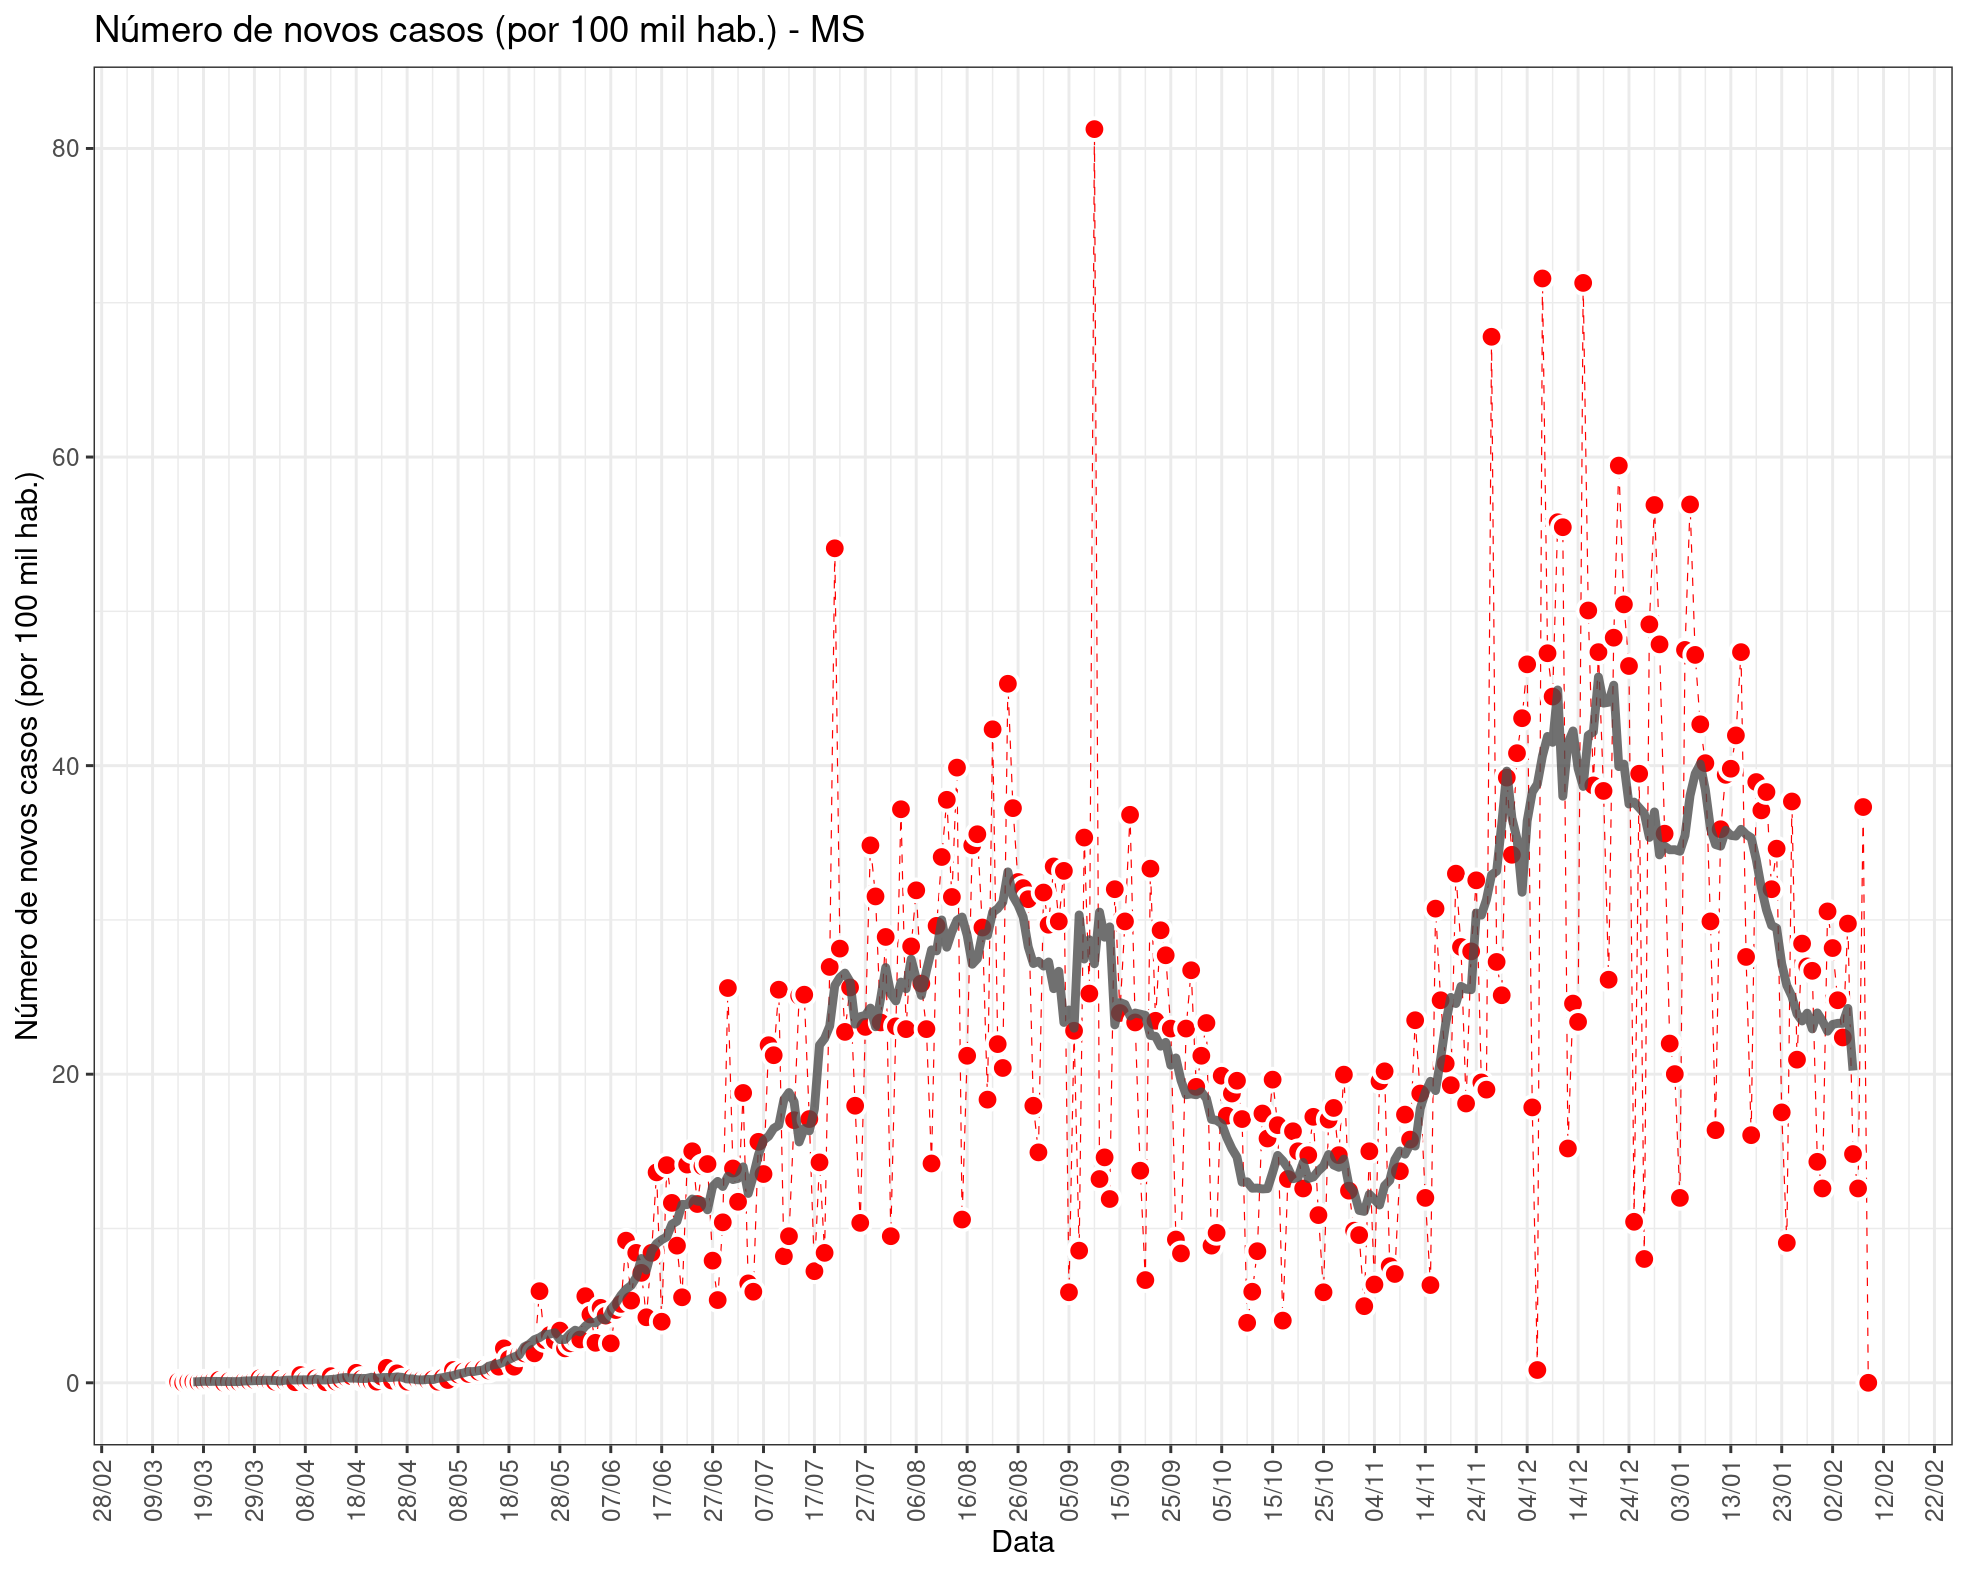 Número de novos casos (por 100 mil hab.) - MS
Número de novos casos (por 100 mil hab.)
80
60
40
20
0
28/02 09/03 19/03 29/03 08/04 18/04 28/04 08/05 18/05 28/05 07/06 17/06 27/06 07/07 17/07 27/07 06/08 16/08 26/08 05/09 15/09 25/09 05/10 15/10 25/10 04/11 14/11 24/11 04/12 14/12 24/12 03/01 13/01 23/01 02/02 12/02 22/02
Data